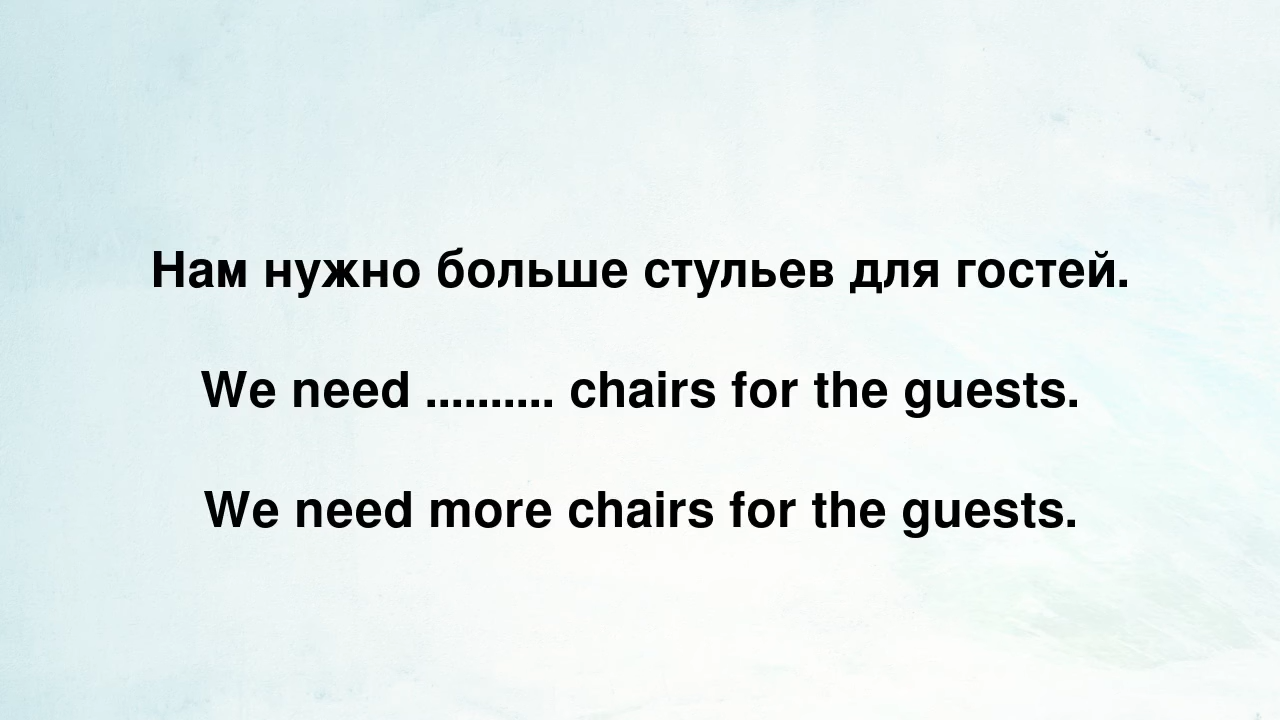 Нам нужно больше стульев для гостей.
We need .......... chairs for the guests.
We need more chairs for the guests.